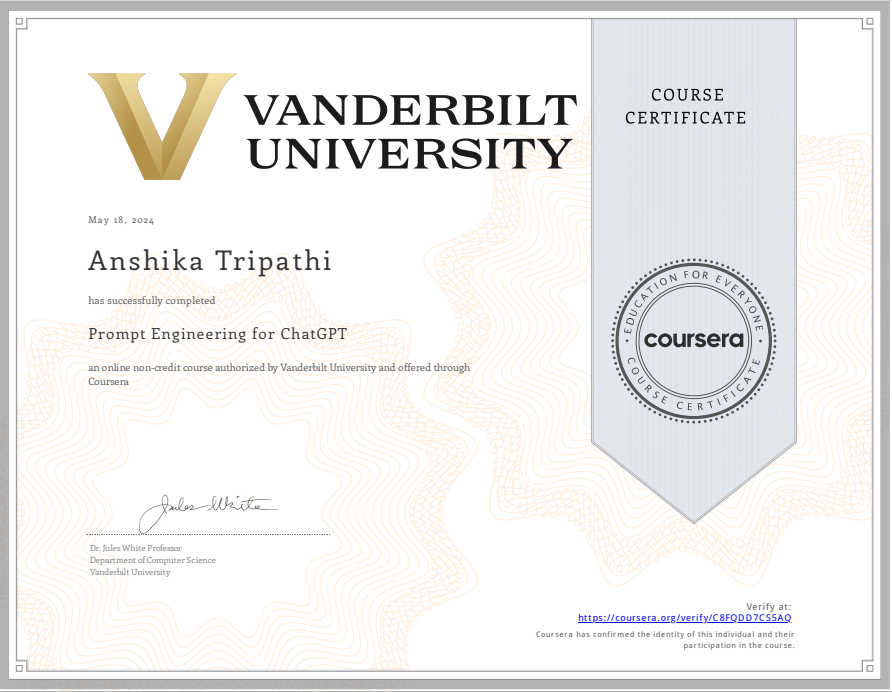 VANDERBILT
UNIVERSITY
COURSE
CERTIFICATE
May 18, 2024
Anshika Tripathi
has successfully completed
Prompt Engineering for ChatGPT
an online non-credit course authorized by Vanderbilt University and offered through
Coursera
EDUCATION FOR EVERYONE
coursera
COURSE CERTIFICATE
Jules White
Dr. Jules White Professor
Department of Computer Science
Vanderbilt University
Verify at:
https://coursera.org/verify/C8FQDD7CS5AQ
Coursera has confirmed the identity of this individual and their
participation in the course.